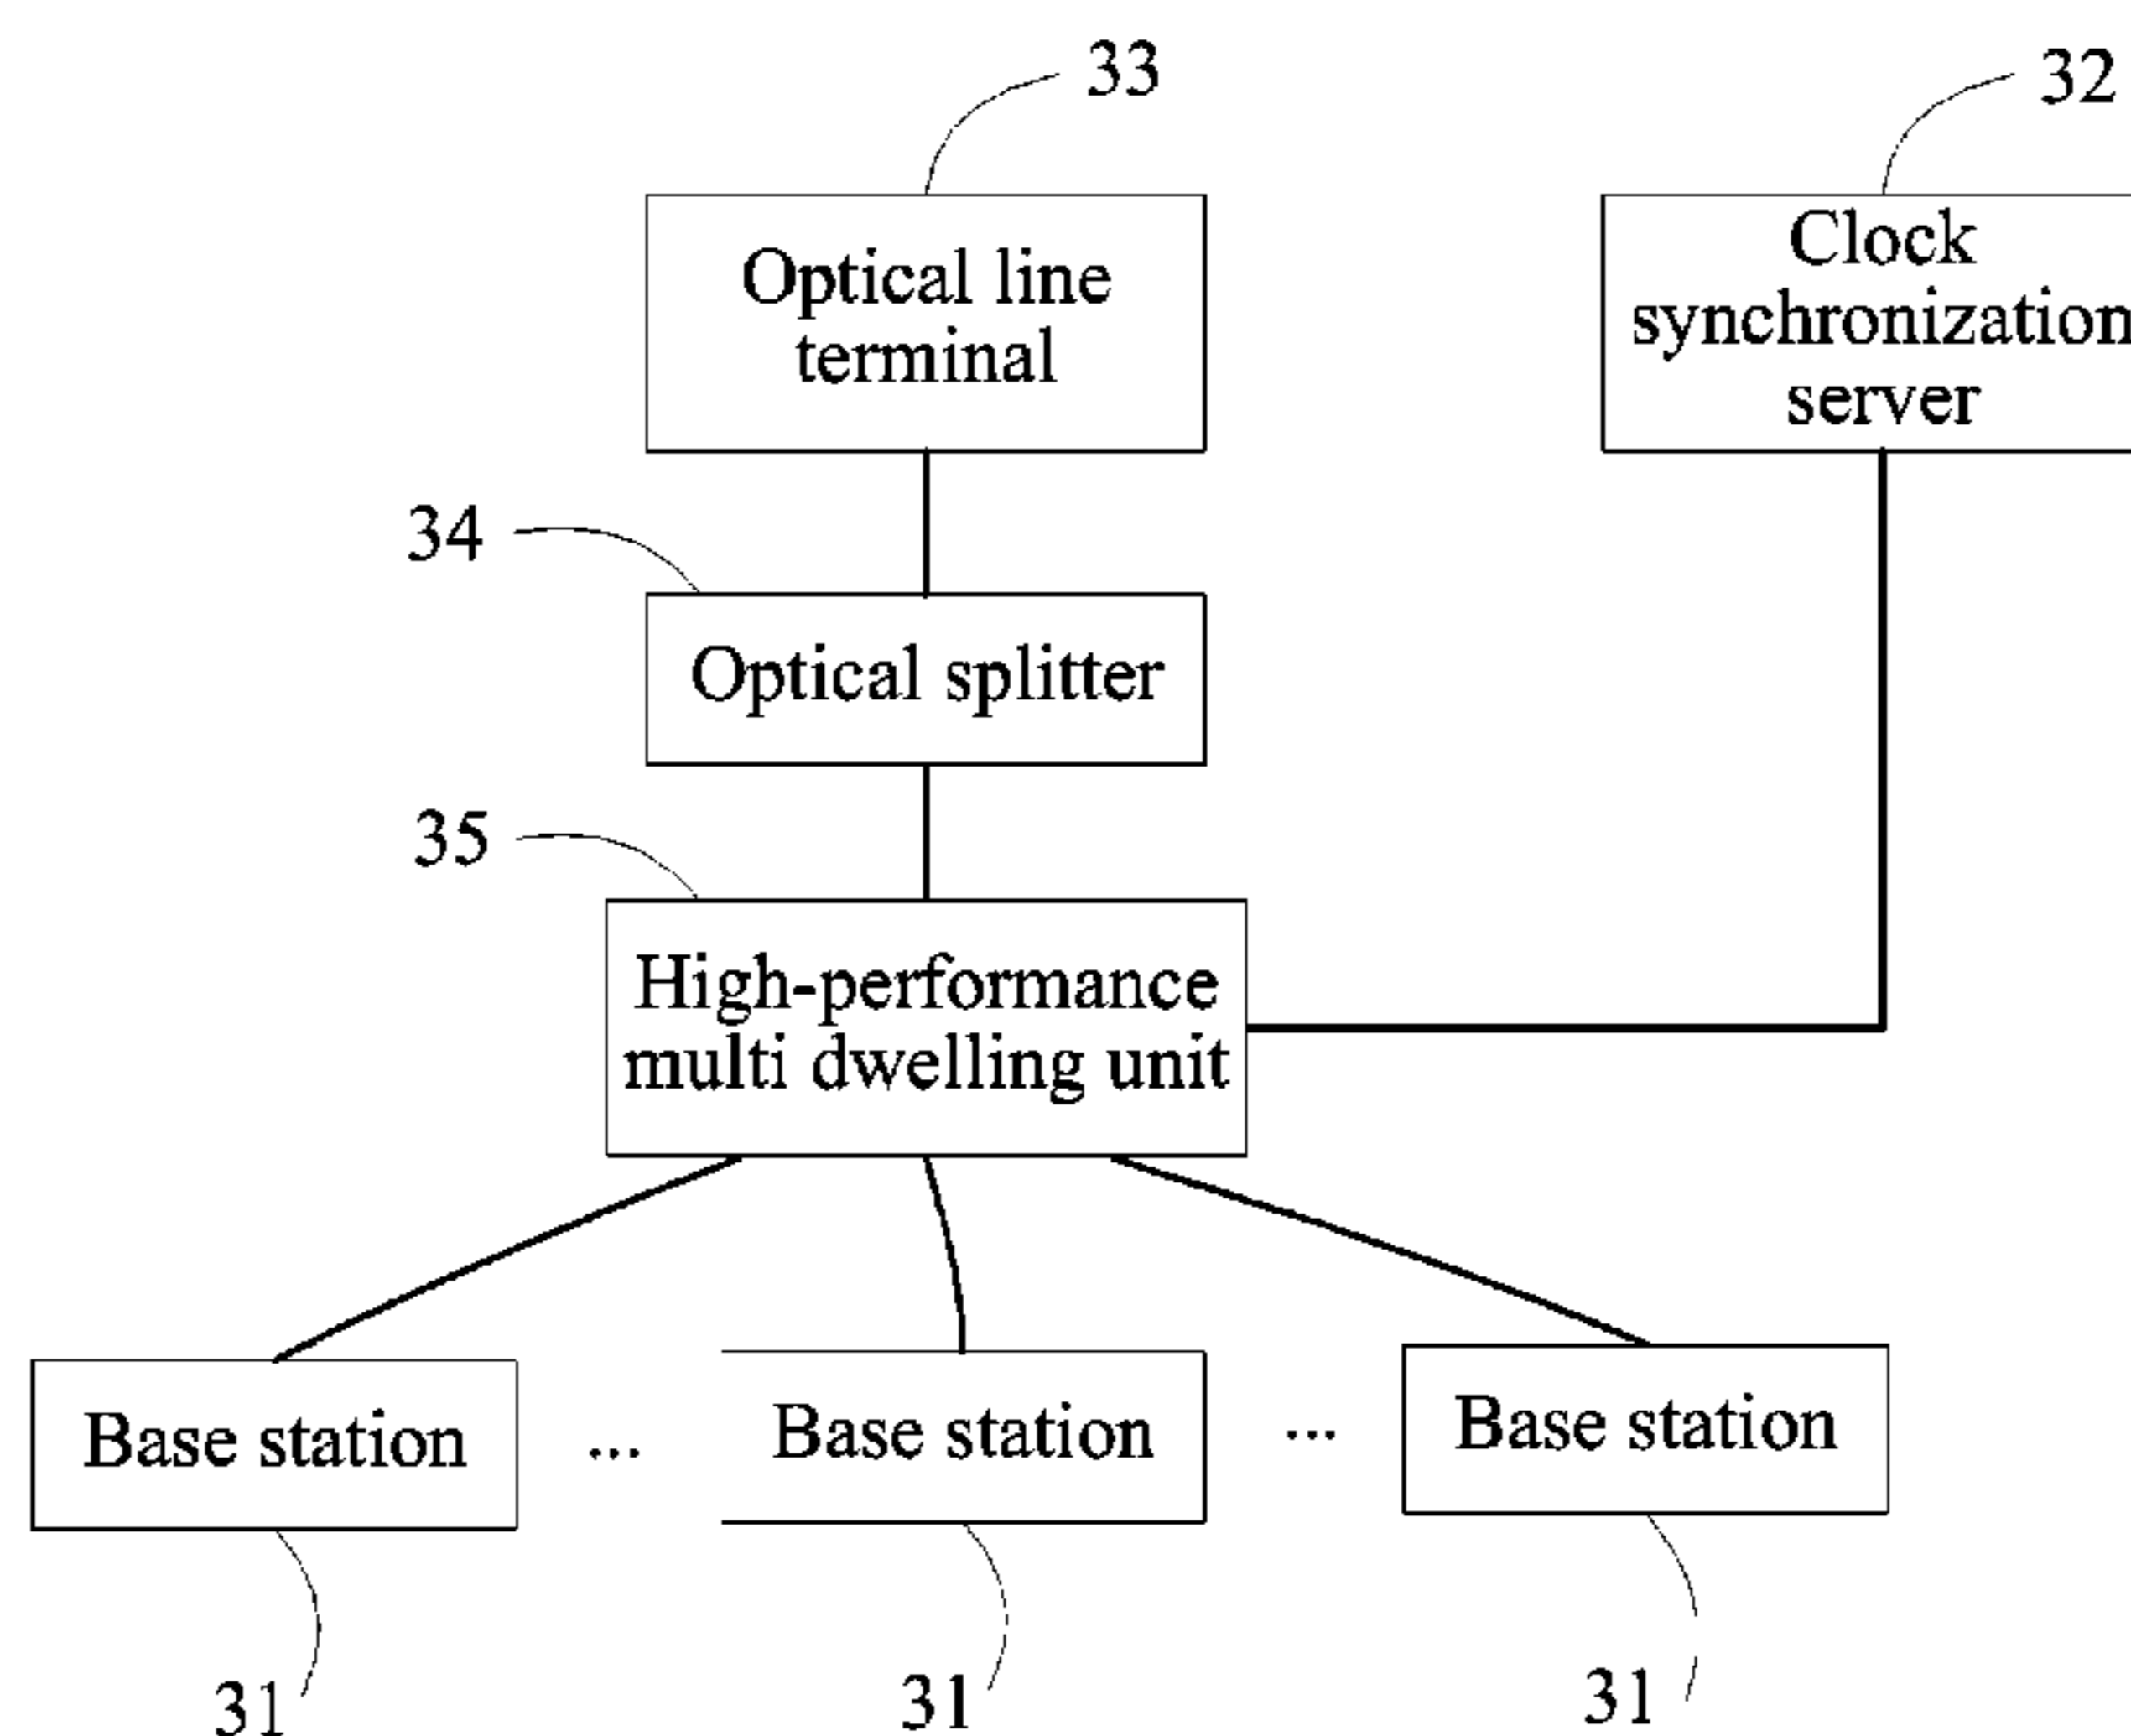 33
32
Optical line
terminal
Clock
synchronization
server
34
Optical splitter
35
High-performance
multi dwelling unit
Base station
...
Base station
...
Base station
31
31
31